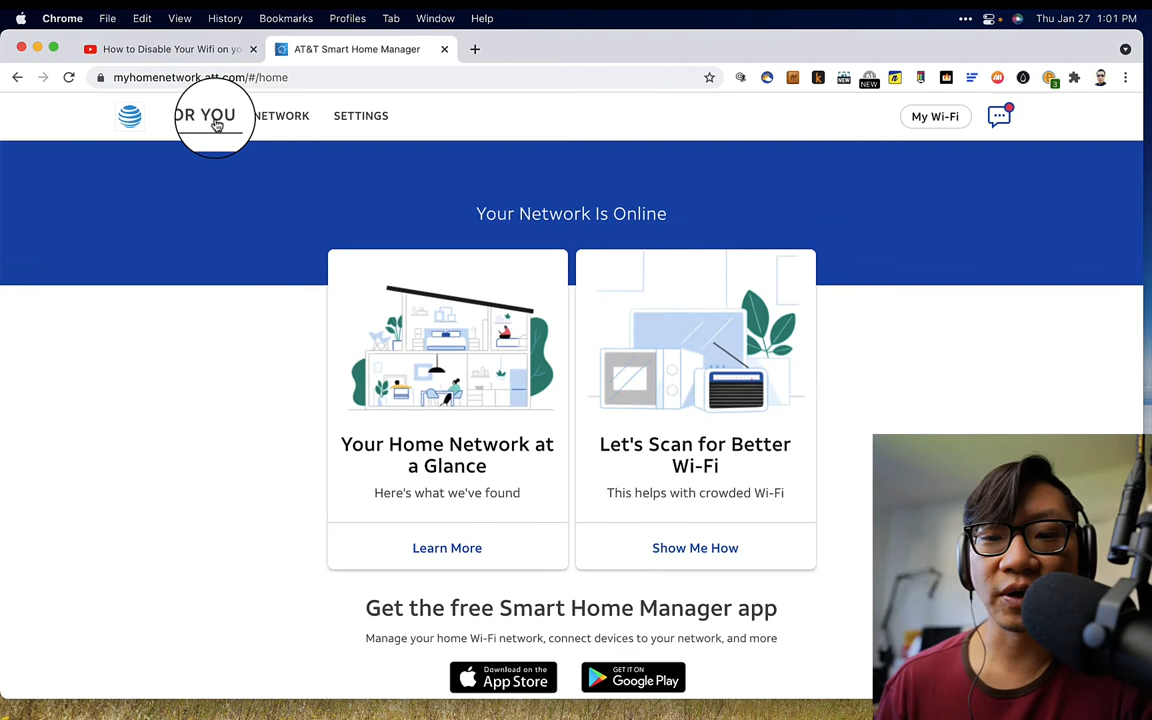 Chrome File Edit View History Bookmarks Profiles Tab Window Help Thu Jan 27 1:01 PM
How to Disable Your Wifi on yo AT&T Smart Home Manager
myhomenetwork.att.com/#/home
OR YOU NETWORK SETTINGS My Wi-Fi
NEW NEW 3
Your Network Is Online
Your Home Network at
a Glance
Here's what we've found
Learn More
Let's Scan for Better
Wi-Fi
This helps with crowded Wi-Fi
Show Me How
Get the free Smart Home Manager app
Manage your home Wi-Fi network, connect devices to your network, and more
Download on the
App Store
GET IT ON
Google Play